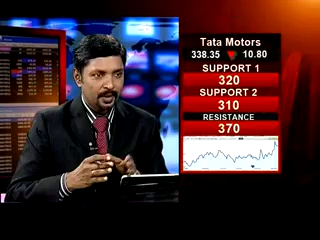 Tata Motors
338.35 ▼ 10.80
SUPPORT 1
320
SUPPORT 2
310
RESISTANCE
370